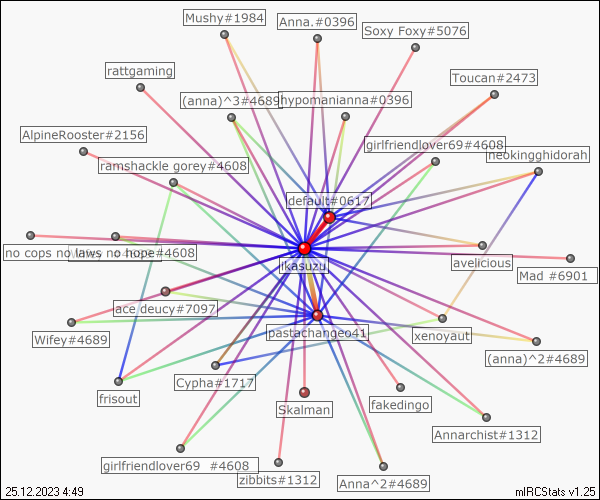 Mushy#1984
Anna.#0396
Soxy Foxy#5076
rattgaming
Toucan#2473
(anna)^3#4689
hypomanianna#0396
AlpineRooster#2156
girlfriendlover69#4608
neokingghidorah
ramshackle gorey#4608
default#0617
no cops no laws no hope#4608
avelicious
jkasuzu
Mad #6901
ace deucy#7097
Wifey#4689
pastachangeo41
xenoyaut
(anna)^2#4689
Cypha#1717
frisout
Skalman
fakedingo
Annarchist#1312
girlfriendlover69 #4608
zibbits#1312
Anna^2#4689
25.12.2023 4:49
mIRCStats v1.25